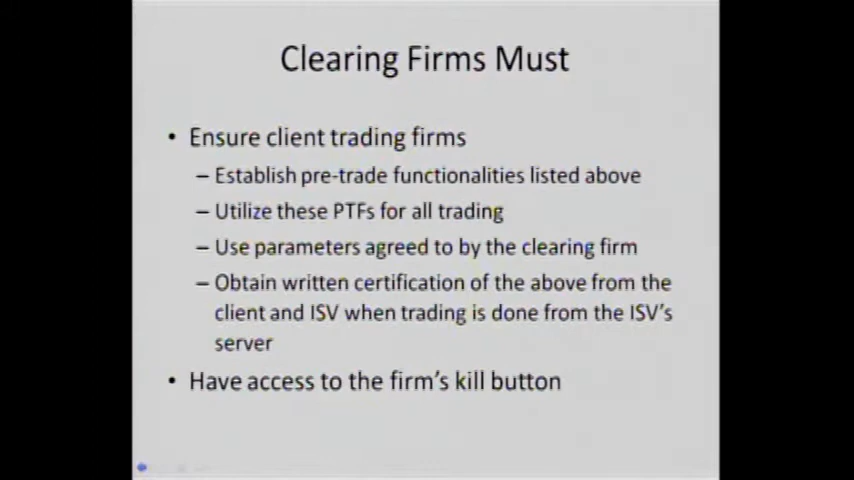 Clearing Firms Must
• Ensure client trading firms
– Establish pre-trade functionalities listed above
– Utilize these PTFs for all trading
– Use parameters agreed to by the clearing firm
– Obtain written certification of the above from the
client and ISV when trading is done from the ISV's
server
• Have access to the firm's kill button